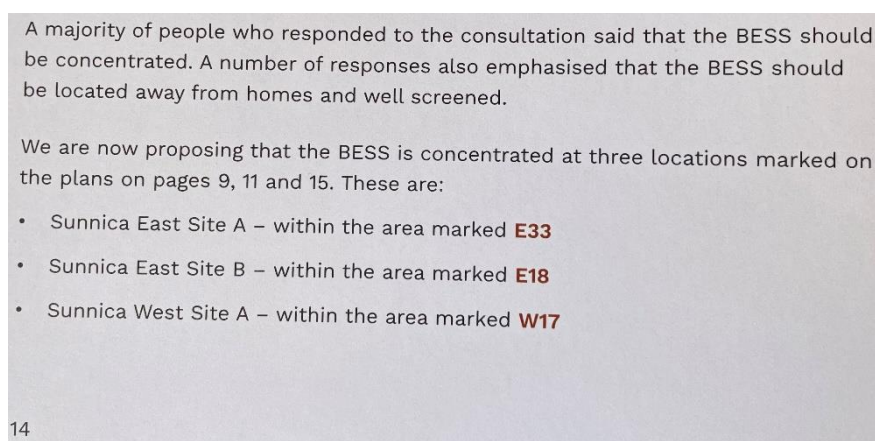 A majority of people who responded to the consultation said that the BESS should
be concentrated. A number of responses also emphasised that the BESS should
be located away from homes and well screened.
We are now proposing that the BESS is concentrated at three locations marked on
the plans on pages 9, 11 and 15. These are:
• Sunnica East Site A – within the area marked E33
• Sunnica East Site B – within the area marked E18
• Sunnica West Site A – within the area marked W17
14